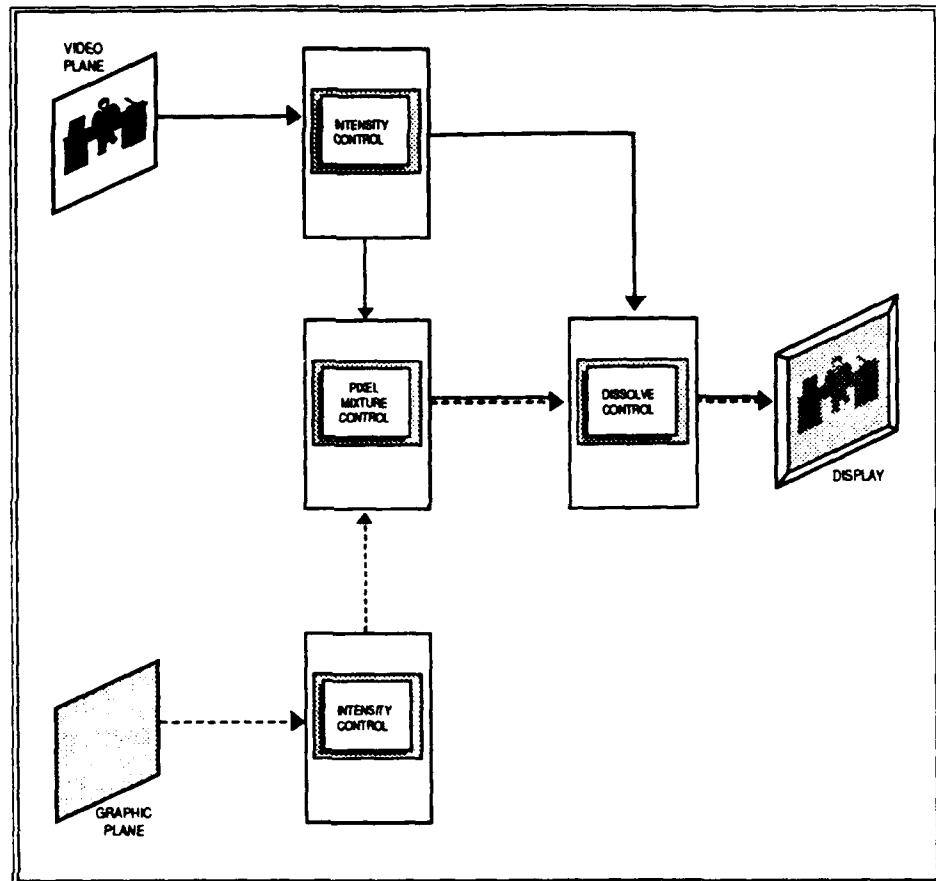 VIDEO
PLANE
INTENSITY
CONTROL
PIXEL
MIXTURE
CONTROL
DISSOLVE
CONTROL
DISPLAY
INTENSITY
CONTROL
GRAPHIC
PLANE